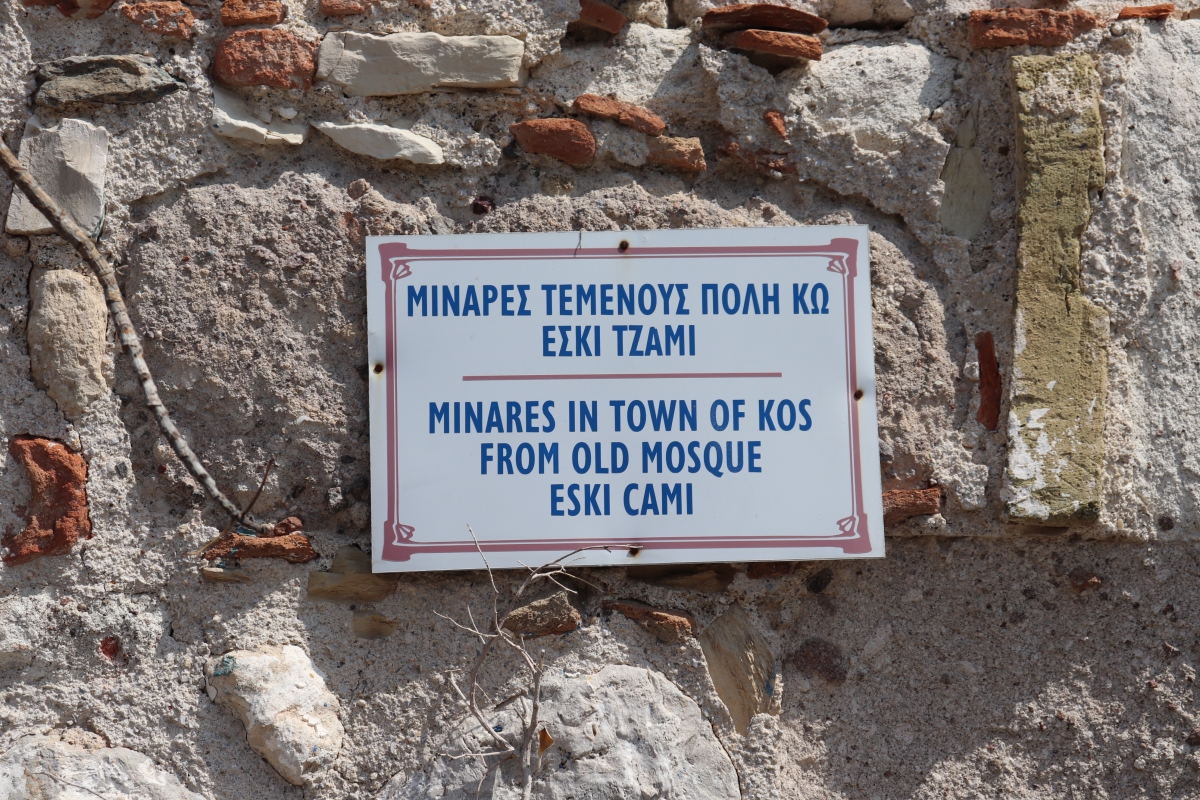 ΜΙΝΑΡΕΣ ΤΕΜΕΝΟΥΣ ΠΟΛΗ ΚΩ
ΕΣΚΙ ΤΖΑΜΙ
MINARES IN TOWN OF KOS
FROM OLD MOSQUE
ESKI CAMI